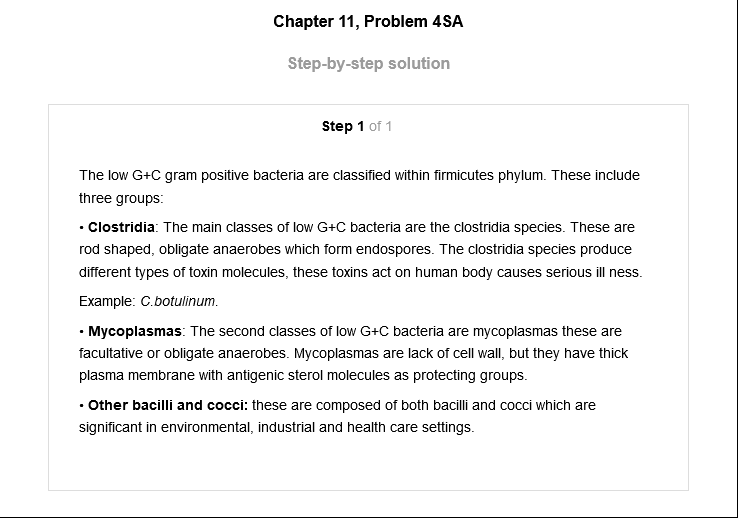 Chapter 11, Problem 4SA
Step-by-step solution
Step 1 of 1
The low G+C gram positive bacteria are classified within firmicutes phylum. These include
three groups:
• Clostridia: The main classes of low G+C bacteria are the clostridia species. These are
rod shaped, obligate anaerobes which form endospores. The clostridia species produce
different types of toxin molecules, these toxins act on human body causes serious ill ness.
Example: C.botulinum.
• Mycoplasmas: The second classes of low G+C bacteria are mycoplasmas these are
facultative or obligate anaerobes. Mycoplasmas are lack of cell wall, but they have thick
plasma membrane with antigenic sterol molecules as protecting groups.
• Other bacilli and cocci: these are composed of both bacilli and cocci which are
significant in environmental, industrial and health care settings.